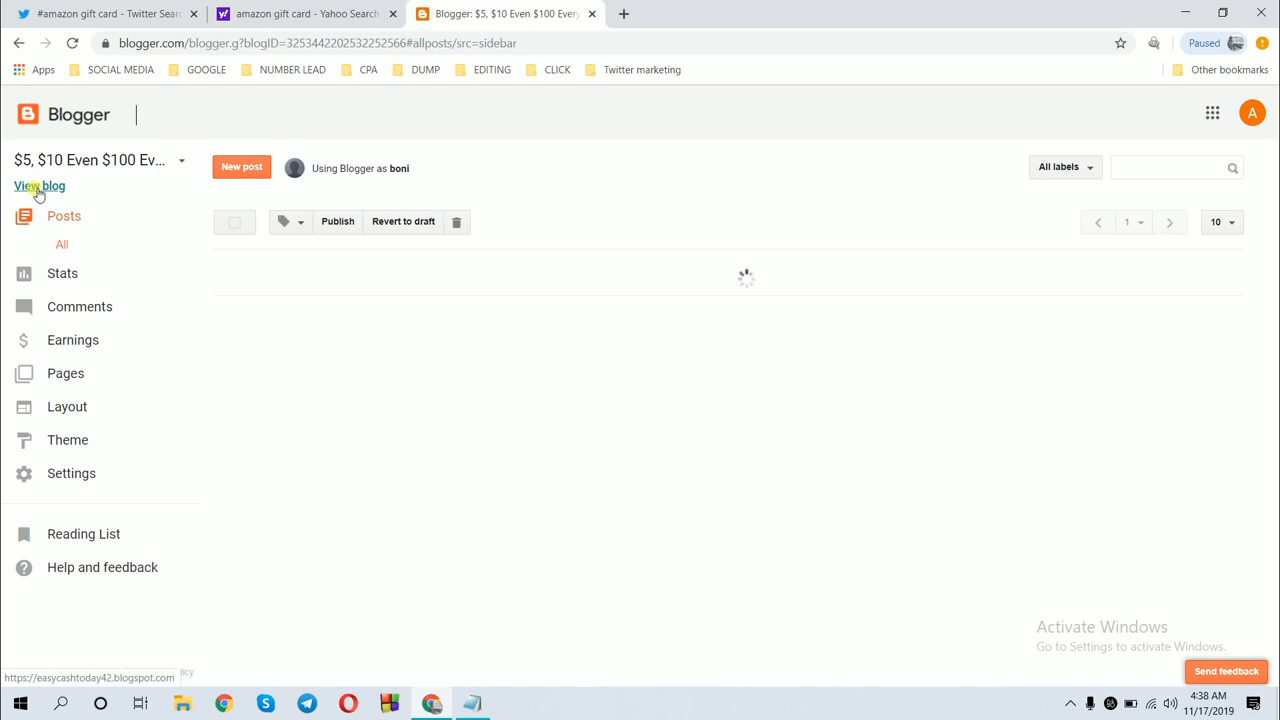 #amazon gift card - Twitter Searc
amazon gift card - Yahoo Search
Blogger: $5, $10 Even $100 Every
blogger.com/blogger.g?blogID=3253442202532252566#allposts/src=sidebar
Paused
Apps
SOCIAL MEDIA
GOOGLE
NUMBER LEAD
CPA
DUMP
EDITING
CLICK
Twitter marketing
Other bookmarks
Blogger
A
$5, $10 Even $100 Ev...
New post
Using Blogger as boni
All labels
View blog
Posts
Publish
Revert to draft
1
10
All
Stats
Comments
Earnings
Pages
Layout
Theme
Settings
Reading List
Help and feedback
Activate Windows
Go to Settings to activate Windows.
Send feedback
https://easycashtoday42.blogspot.com
licy
4:38 AM
11/17/2019